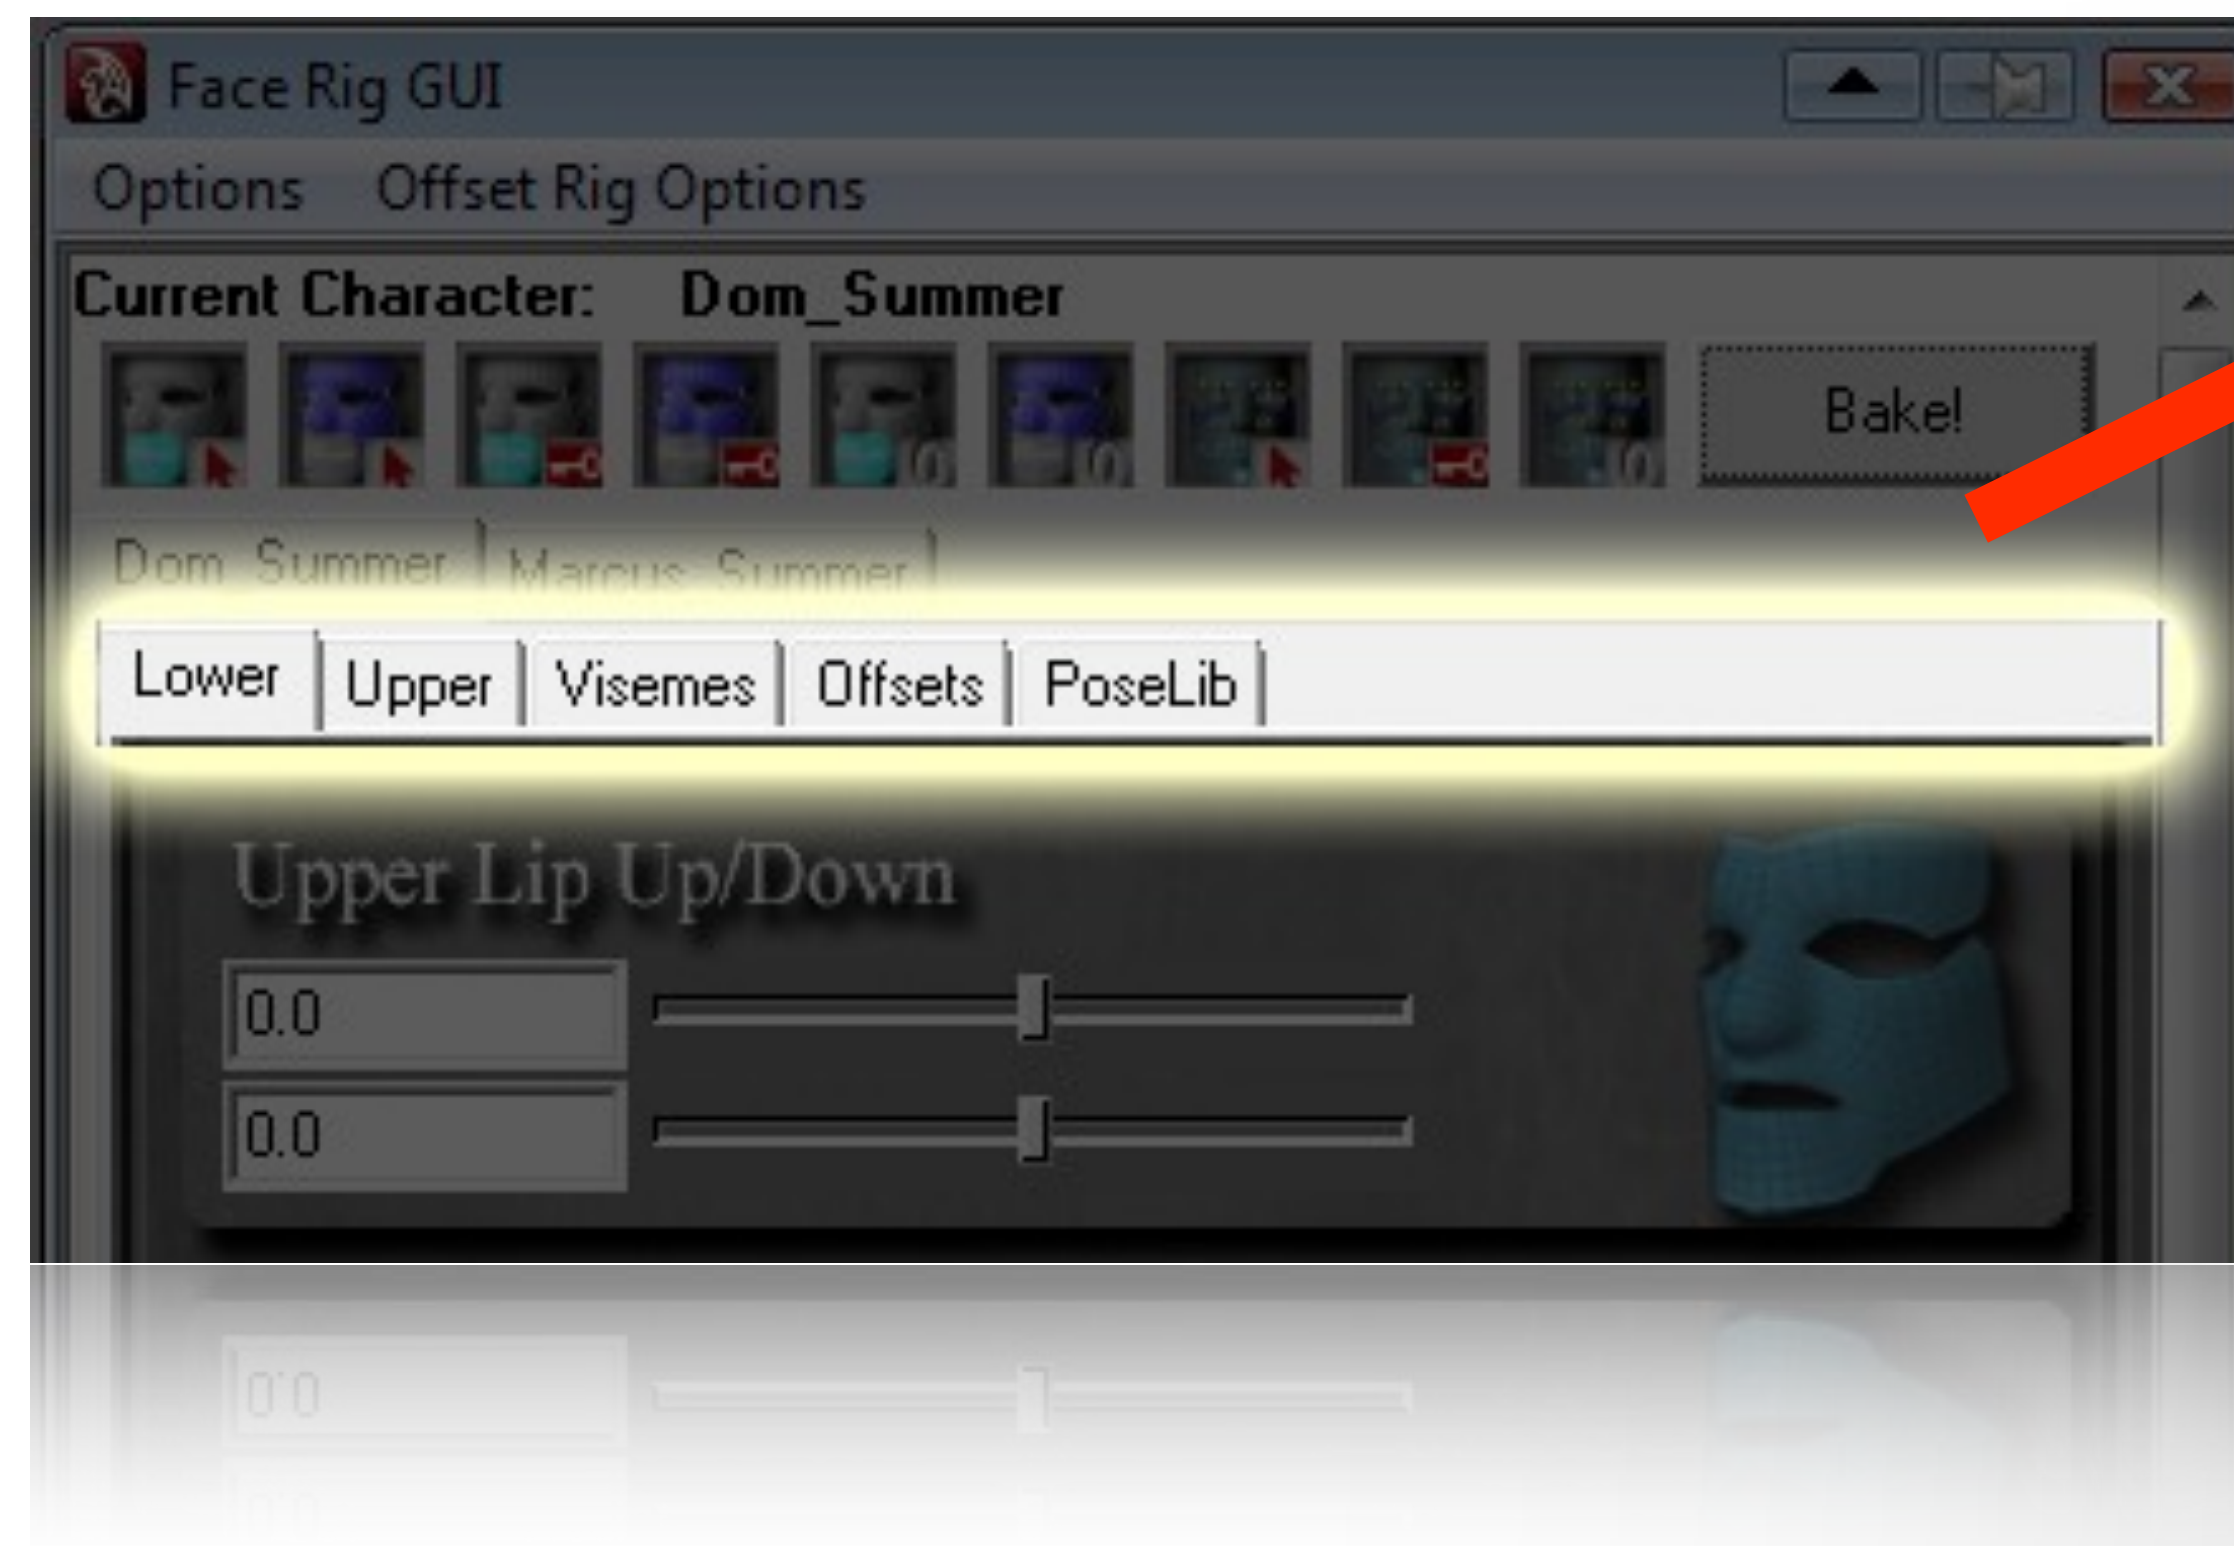 Face Rig GUI
Options Offset Rig Options
Current Character: Dom_Summer
Bake!
Dom_Summer Marcus_Summer
Lower Upper Visemes Offsets PoseLib
Upper Lip Up/Down
0.0
0.0